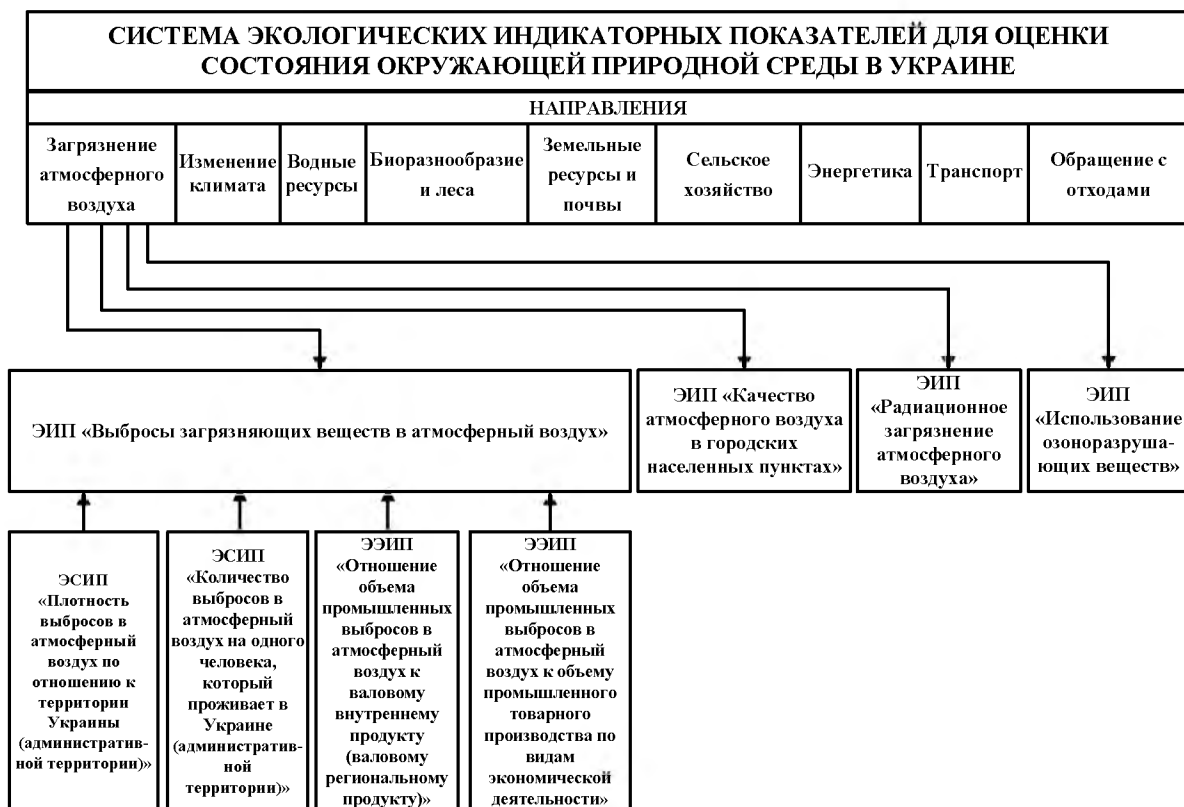 СИСТЕМА ЭКОЛОГИЧЕСКИХ ИНДИКАТОРНЫХ ПОКАЗАТЕЛЕЙ ДЛЯ ОЦЕНКИ
СОСТОЯНИЯ ОКРУЖАЮЩЕЙ ПРИРОДНОЙ СРЕДЫ В УКРАИНЕ
НАПРАВЛЕНИЯ
Загрязнение
атмосферного
воздуха
Изменение
климата
Водные
ресурсы
Биоразнообразие
и леса
Земельные
ресурсы и
почвы
Сельское
хозяйство
Энергетика
Транспорт
Обращение с
отходами
ЭИП «Выбросы загрязняющих веществ в атмосферный воздух»
ЭИП «Качество
атмосферного воздуха
в городских
населенных пунктах»
ЭИП
«Радиационное
загрязнение
атмосферного
воздуха»
ЭИП
«Использование
озоноразруша-
ющих веществ»
ЭСИП
«Плотность
выбросов в
атмосферный
воздух по
отношению к
территории
Украины
(административ-
ной территории)»
ЭСИП
«Количество
выбросов в
атмосферный
воздух на одного
человека,
который
проживает в
Украине
(административ-
ной
территории)»
ЭЭИП
«Отношение
объема
промышленных
выбросов в
атмосферный
воздух к
валовому
внутреннему
продукту
(валовому
региональному
продукту)»
ЭЭИП
«Отношение
объема
промышленных
выбросов в
атмосферный
воздух к объему
промышленного
товарного
производства по
видам
экономической
деятельности»